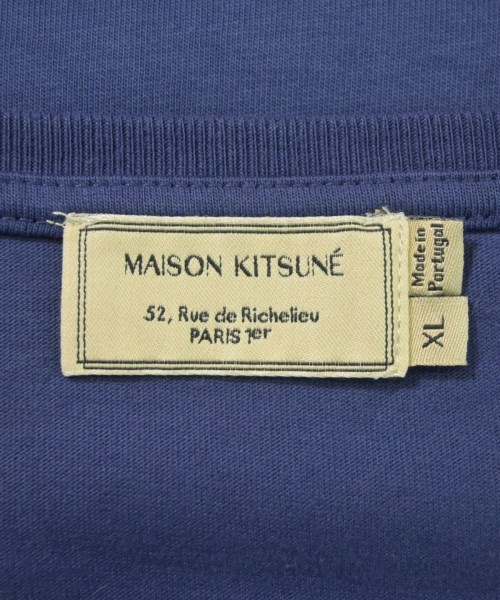 MAISON KITSUNÉ
52, Rue de Richelieu
PARIS 1er
Made in
Portugal
XL